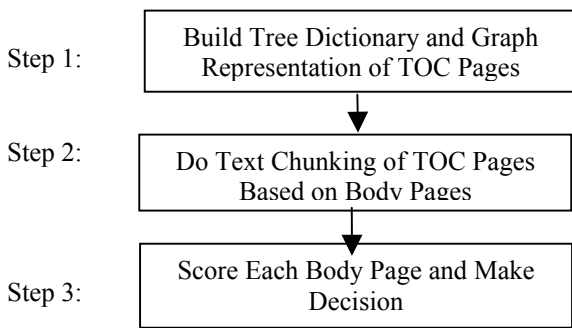 Step 1:
Build Tree Dictionary and Graph
Representation of TOC Pages
Step 2:
Do Text Chunking of TOC Pages
Based on Body Pages
Step 3:
Score Each Body Page and Make
Decision